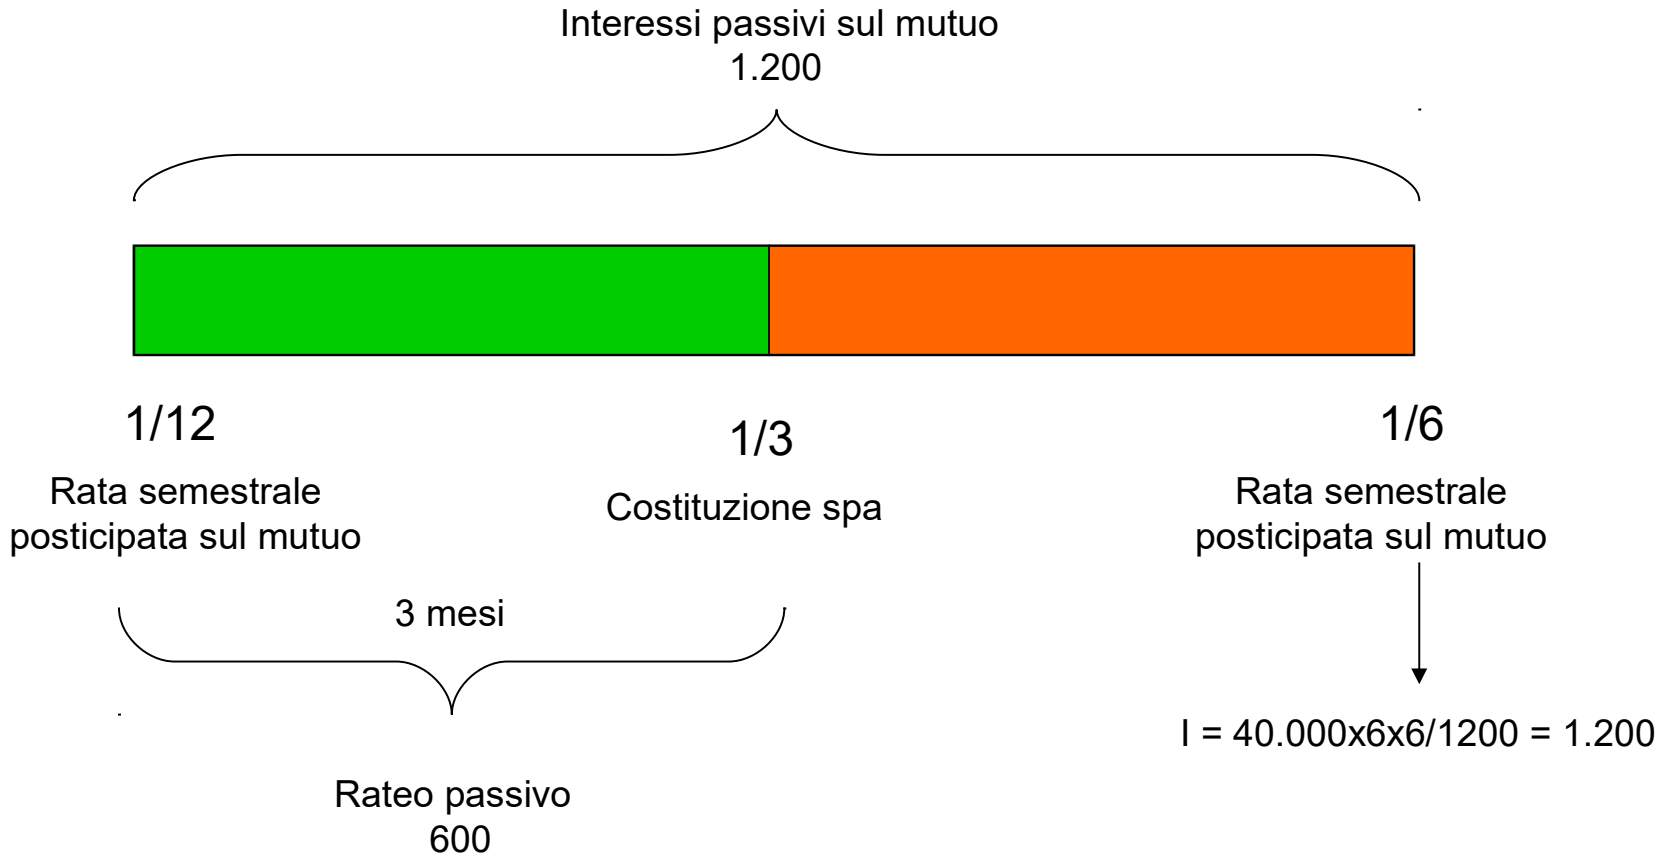 Interessi passivi sul mutuo
1.200
1/12
1/3
1/6
Rata semestrale
posticipata sul mutuo
Costituzione spa
Rata semestrale
posticipata sul mutuo
3 mesi
I = 40.000x6x6/1200 = 1.200
Rateo passivo
600